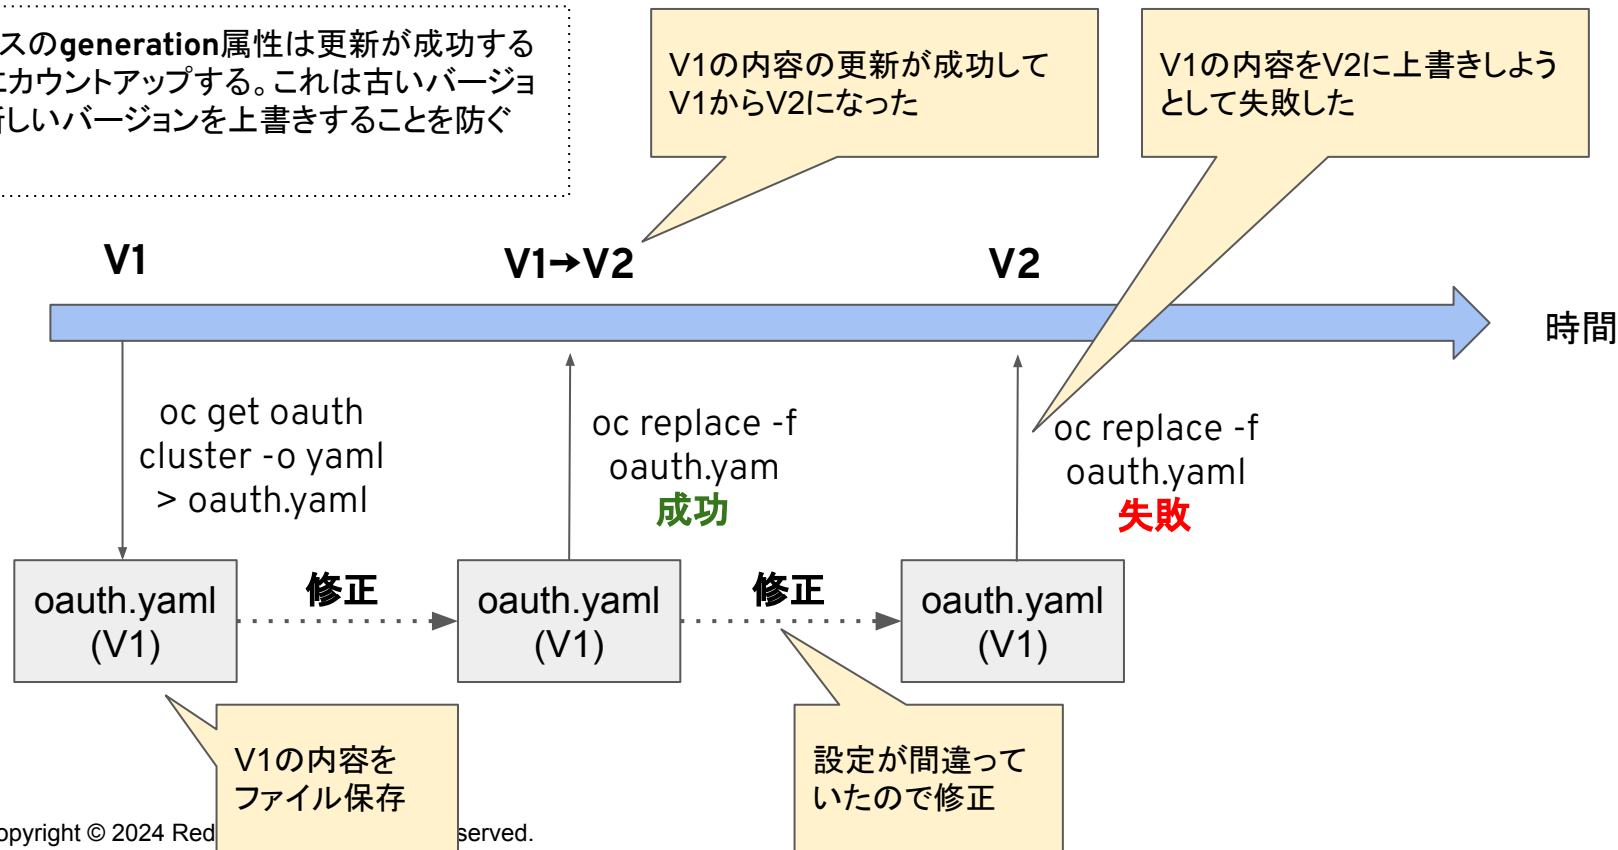 スのgeneration属性は更新が成功する
にカウントアップする。これは古いバージョ
新しいバージョンを上書きすることを防ぐ
V1の内容の更新が成功して
V1からV2になった
V1の内容をV2に上書きしよう
として失敗した
V1
V1→V2
V2
時間
oc get oauth
cluster -o yaml
> oauth.yaml
oc replace -f
oauth.yam
成功
oc replace -f
oauth.yaml
失敗
oauth.yaml
(V1)
修正
oauth.yaml
(V1)
修正
oauth.yaml
(V1)
V1の内容を
ファイル保存
設定が間違って
いたので修正
opyright © 2024 Red
served.